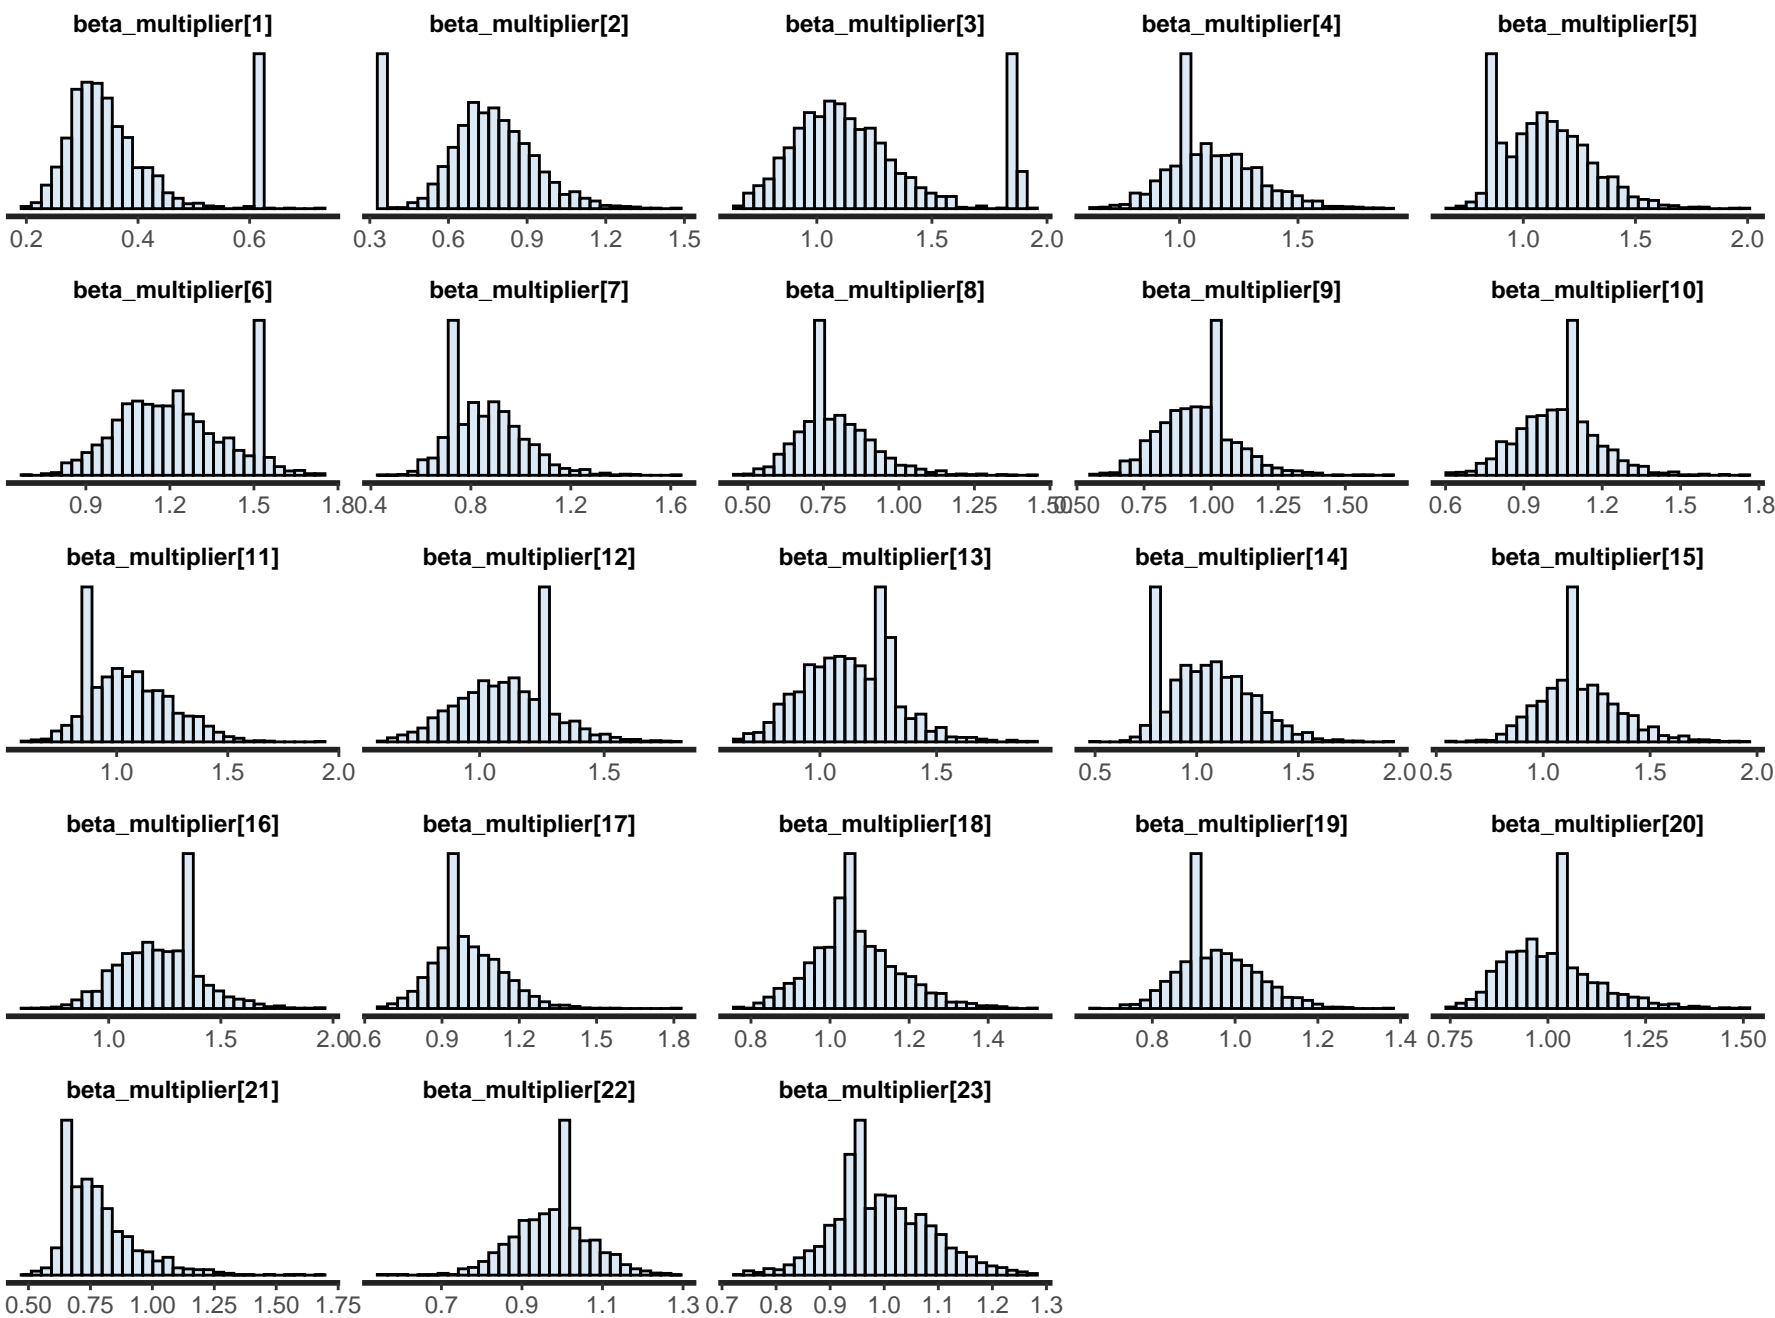 beta_multiplier[1] beta_multiplier[2] beta_multiplier[3] beta_multiplier[4] beta_multiplier[5]
0.2 0.4 0.6 0.3 0.6 0.9 1.2 1.5 1.0 1.5 2.0 1.0 1.5 1.0 1.5 2.0
beta_multiplier[6] beta_multiplier[7] beta_multiplier[8] beta_multiplier[9] beta_multiplier[10]
0.9 1.2 1.5 1.8 0.4 0.8 1.2 1.6 0.50 0.75 1.00 1.25 1.50 0.50 0.75 1.00 1.25 1.50 0.6 0.9 1.2 1.5 1.8
beta_multiplier[11] beta_multiplier[12] beta_multiplier[13] beta_multiplier[14] beta_multiplier[15]
1.0 1.5 2.0 1.0 1.5 1.0 1.5 0.5 1.0 1.5 2.0 0.5 1.0 1.5 2.0
beta_multiplier[16] beta_multiplier[17] beta_multiplier[18] beta_multiplier[19] beta_multiplier[20]
1.0 1.5 2.0 0.6 0.9 1.2 1.5 1.8 0.8 1.0 1.2 1.4 0.8 1.0 1.2 1.4 0.75 1.00 1.25 1.50
beta_multiplier[21] beta_multiplier[22] beta_multiplier[23]
0.50 0.75 1.00 1.25 1.50 1.75 0.7 0.9 1.1 1.3 0.7 0.8 0.9 1.0 1.1 1.2 1.3